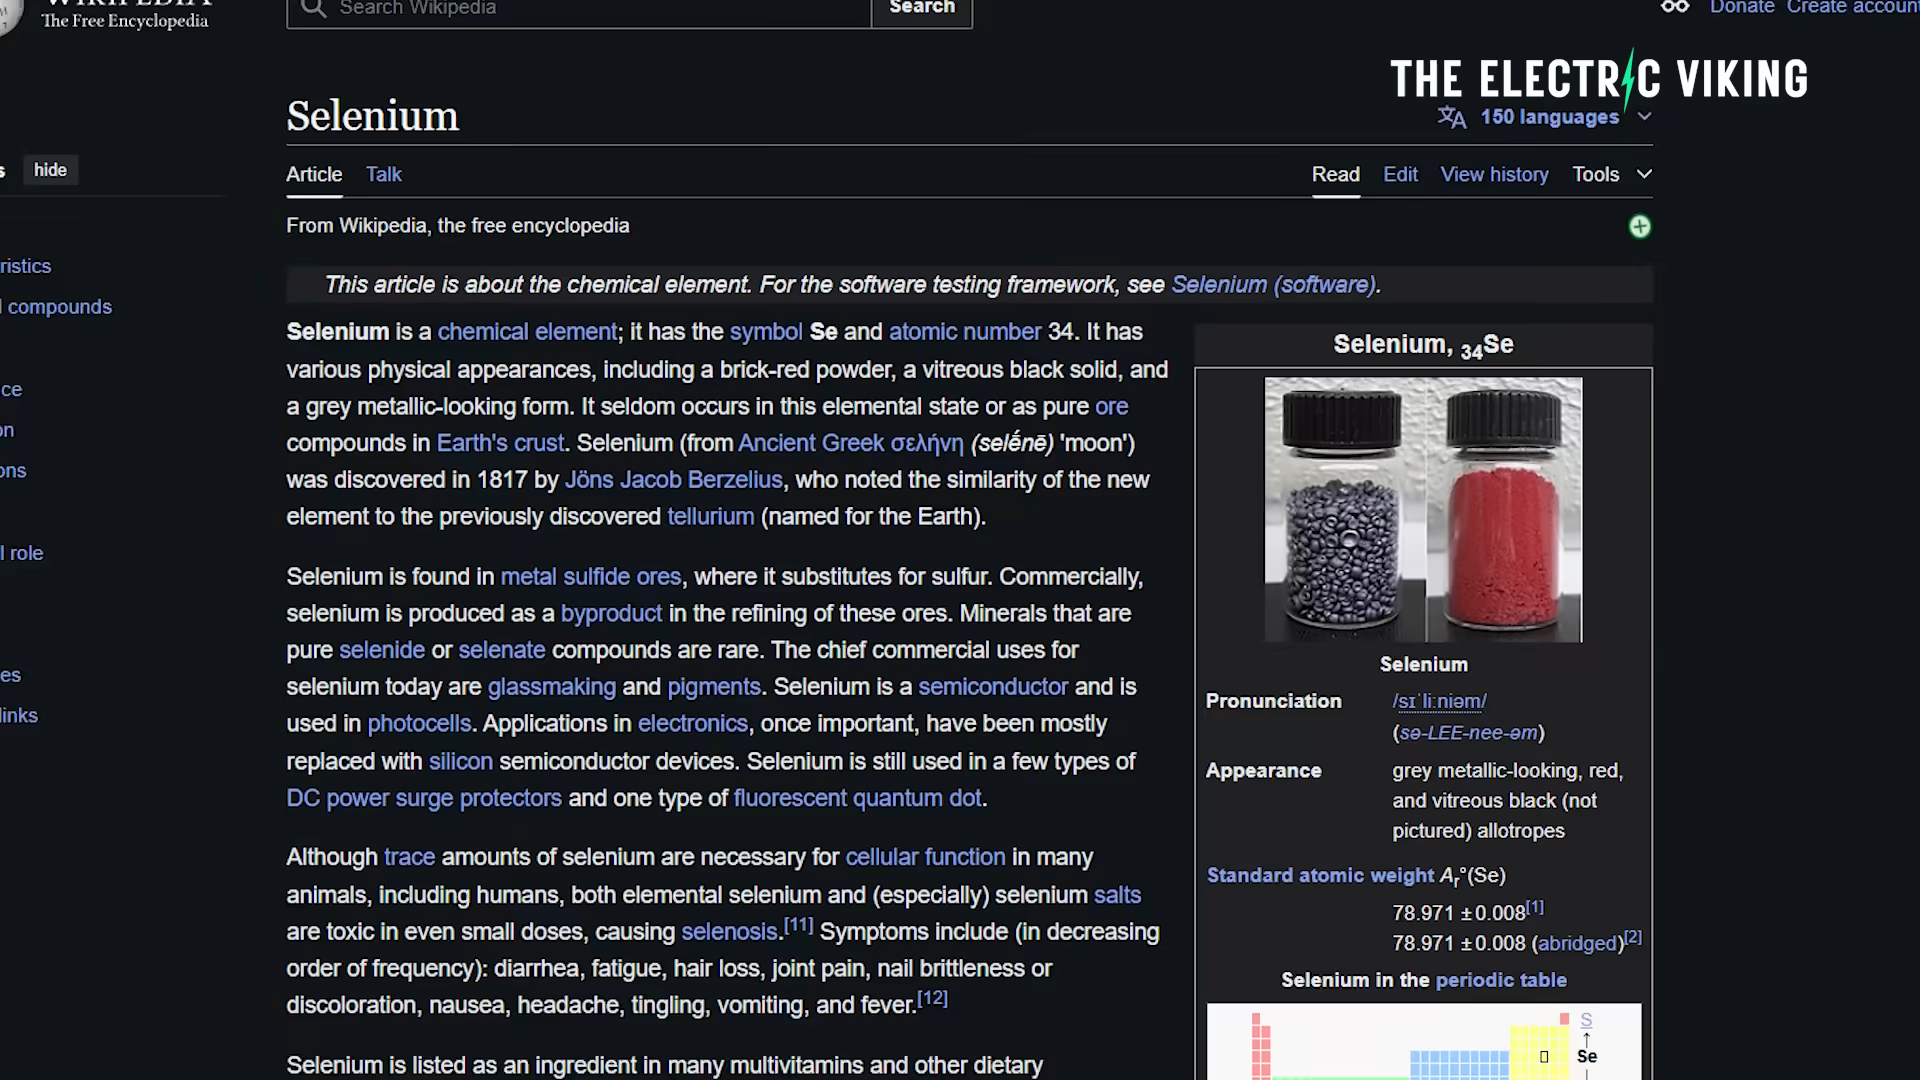 WIKIPEDIA
The Free Encyclopedia
Search Wikipedia
Search
Donate
Create account
THE ELECTRIC VIKING
Selenium
150 languages
hide
Article
Talk
Read
Edit
View history
Tools
From Wikipedia, the free encyclopedia
This article is about the chemical element. For the software testing framework, see Selenium (software).
ristics
compounds
ce
on
ons
l role
es
links
Selenium is a chemical element; it has the symbol Se and atomic number 34. It has
various physical appearances, including a brick-red powder, a vitreous black solid, and
a grey metallic-looking form. It seldom occurs in this elemental state or as pure ore
compounds in Earth's crust. Selenium (from Ancient Greek σελήνη (selḗnē) 'moon')
was discovered in 1817 by Jöns Jacob Berzelius, who noted the similarity of the new
element to the previously discovered tellurium (named for the Earth).
Selenium is found in metal sulfide ores, where it substitutes for sulfur. Commercially,
selenium is produced as a byproduct in the refining of these ores. Minerals that are
pure selenide or selenate compounds are rare. The chief commercial uses for
selenium today are glassmaking and pigments. Selenium is a semiconductor and is
used in photocells. Applications in electronics, once important, have been mostly
replaced with silicon semiconductor devices. Selenium is still used in a few types of
DC power surge protectors and one type of fluorescent quantum dot.
Although trace amounts of selenium are necessary for cellular function in many
animals, including humans, both elemental selenium and (especially) selenium salts
are toxic in even small doses, causing selenosis.[11] Symptoms include (in decreasing
order of frequency): diarrhea, fatigue, hair loss, joint pain, nail brittleness or
discoloration, nausea, headache, tingling, vomiting, and fever.[12]
Selenium is listed as an ingredient in many multivitamins and other dietary
Selenium, 34Se
Selenium
Pronunciation
/sɪˈliːniəm/
(sə-LEE-nee-əm)
Appearance
grey metallic-looking, red,
and vitreous black (not
pictured) allotropes
Standard atomic weight Ar°(Se)
78.971 ±0.008[1]
78.971 ±0.008 (abridged)[2]
Selenium in the periodic table
S
↑
Se